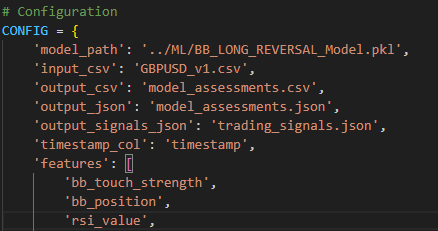 # Configuration
CONFIG = {
    'model_path': '../ML/BB_LONG_REVERSAL_Model.pkl',
    'input_csv': 'GBPUSD_v1.csv',
    'output_csv': 'model_assessments.csv',
    'output_json': 'model_assessments.json',
    'output_signals_json': 'trading_signals.json',
    'timestamp_col': 'timestamp',
    'features': [
        'bb_touch_strength',
        'bb_position',
        'rsi_value',